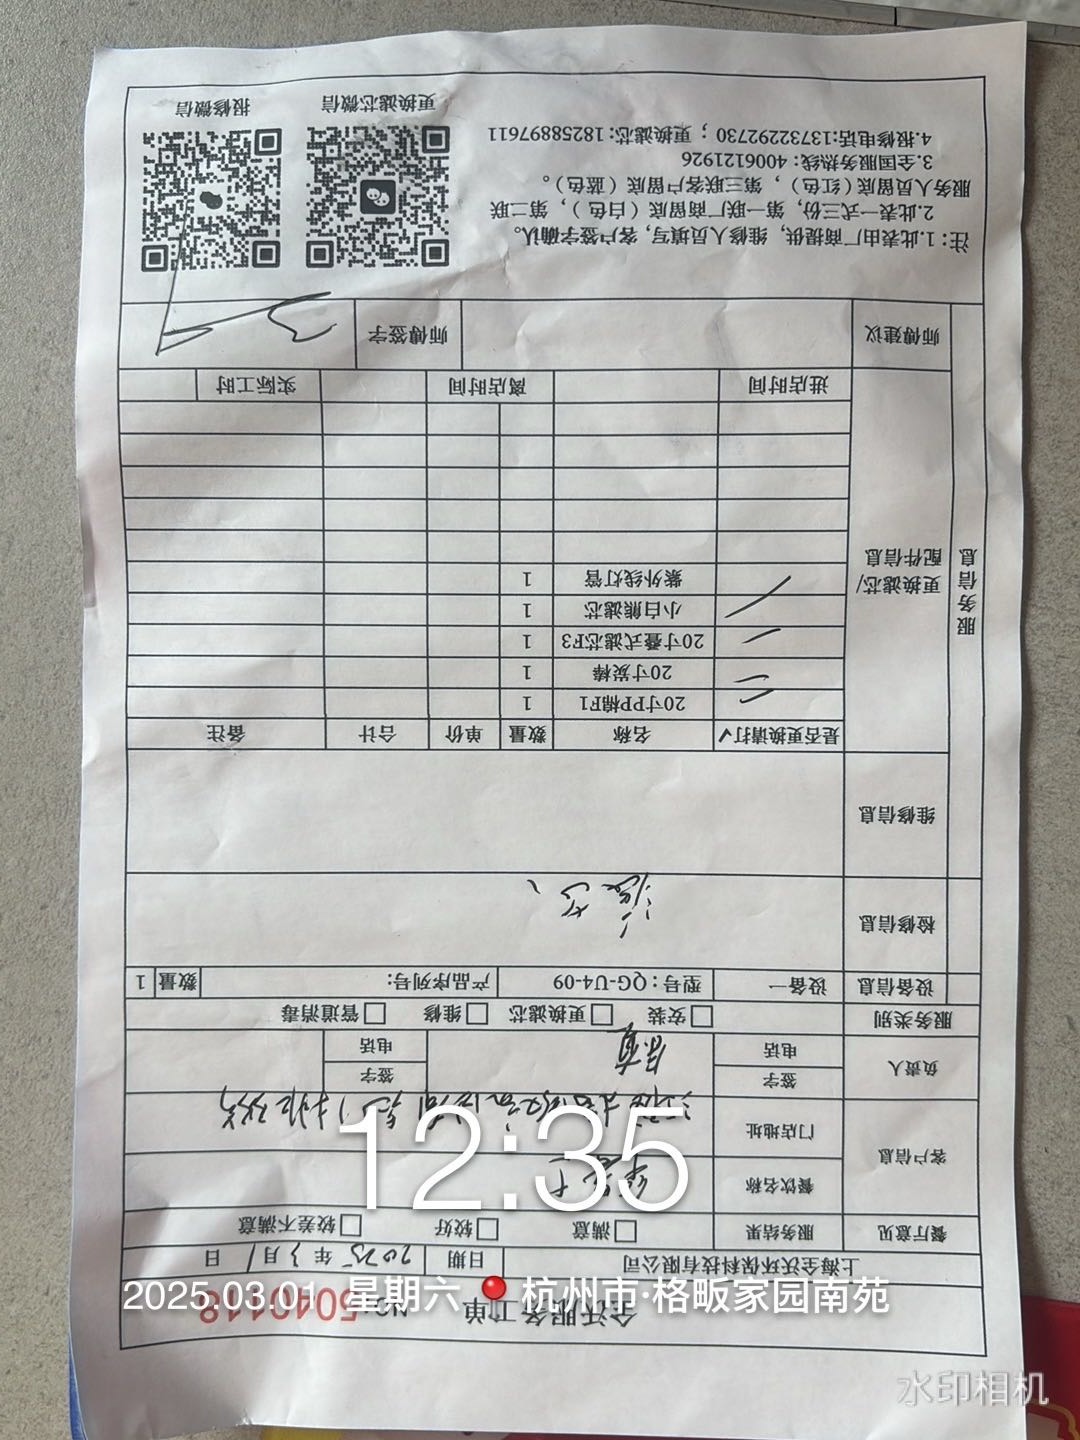 全沃服务工单 NO 5040118
上海全沃环保科技有限公司 日期 2025年3月1日
餐厅意见 服务结果 满意 较好 较差不满意
客户信息 餐饮名称
门店地址
负责人 签字 签字
电话 电话
服务类别 安装 更换滤芯 维修 管道消毒
设备信息 设备一 型号：QG-U4-09 产品序列号： 数量 1
服务信息
检修信息 滤芯
维修信息
更换滤芯/配件信息
是否更换请打✓ 名称 数量 单价 合计 备注
20寸PP棉F1 1
20寸炭棒 1
20寸叠式滤芯F3 1
小白熊滤芯 1
紫外线灯管 1
进店时间 离店时间 实际工时
师傅建议 师傅签字
注：1.此表由厂商提供，维修人员填写，客户签字确认。
2.此表一式三份，第一联厂商留底（白色），第二联
服务人员留底（红色），第三联客户留底（蓝色）。
3.全国服务热线：4006121926
4.报修电话:13732292730；更换滤芯：18258897611
更换滤芯微信 报修微信
12:35
2025.03.01 星期六 杭州市·格畈家园南苑
水印相机